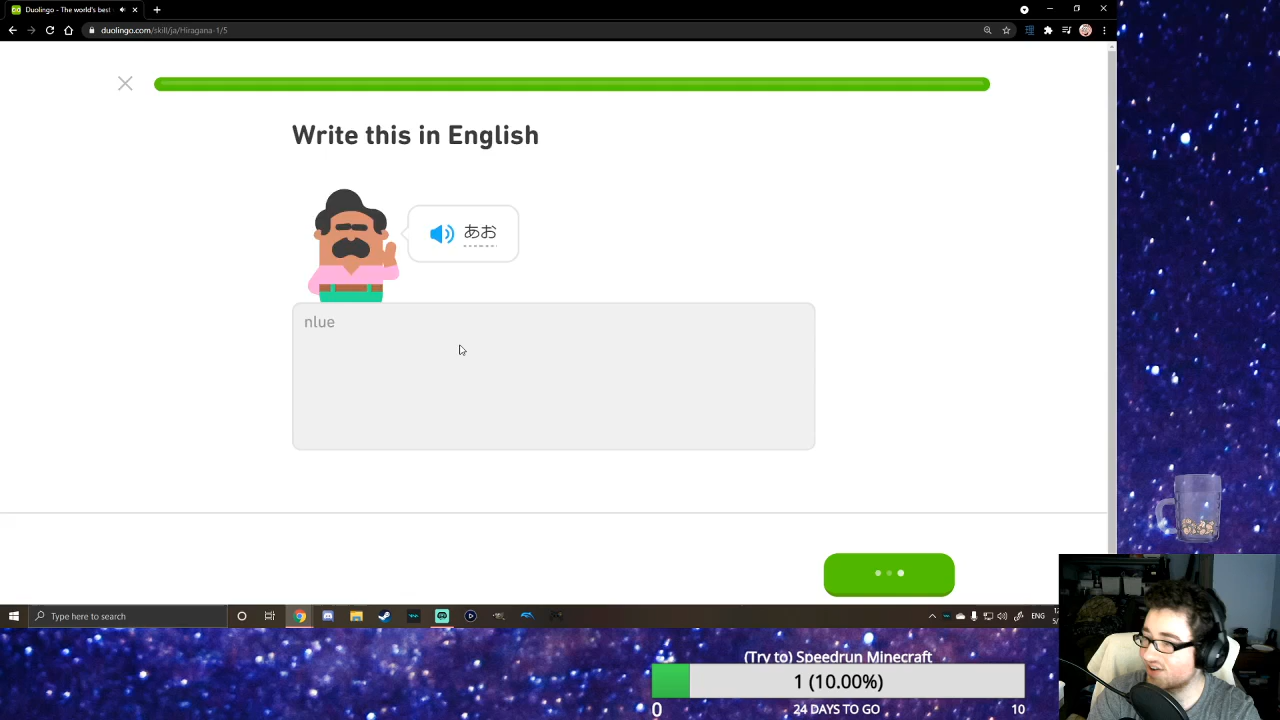 Duolingo - The world's best
duolingo.com/skill/ja/Hiragana-1/5
Write this in English
あお
nlue
Type here to search
ENG
(Try to) Speedrun Minecraft
1 (10.00%)
0
24 DAYS TO GO
10